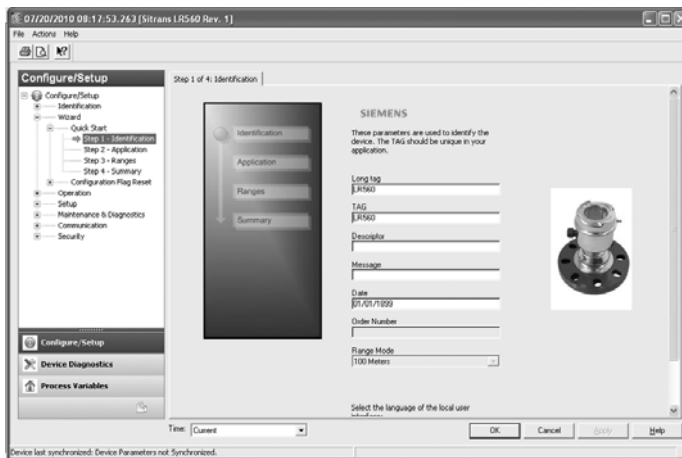 07/20/2010 08:17:53.263 [Sitrans LR560 Rev. 1]
File Actions Help
Configure/Setup
Configure/Setup
Identification
Wizard
Quick Start
Step 1 - Identification
Step 2 - Application
Step 3 - Ranges
Step 4 - Summary
Configuration Flag Reset
Operation
Setup
Maintenance & Diagnostics
Communication
Security
Configure/Setup
Device Diagnostics
Process Variables
Step 1 of 4: Identification
Identification
Application
Ranges
Summary
SIEMENS
These parameters are used to identify the
device. The TAG should be unique in your
application.
Long tag
LR560
TAG
LR560
Descriptor
Message
Date
01/01/1899
Order Number
Range Mode
100 Meters
Select the language of the local user
Time: Current
OK Cancel Apply Help
Device last synchronized: Device Parameters not Synchronized.